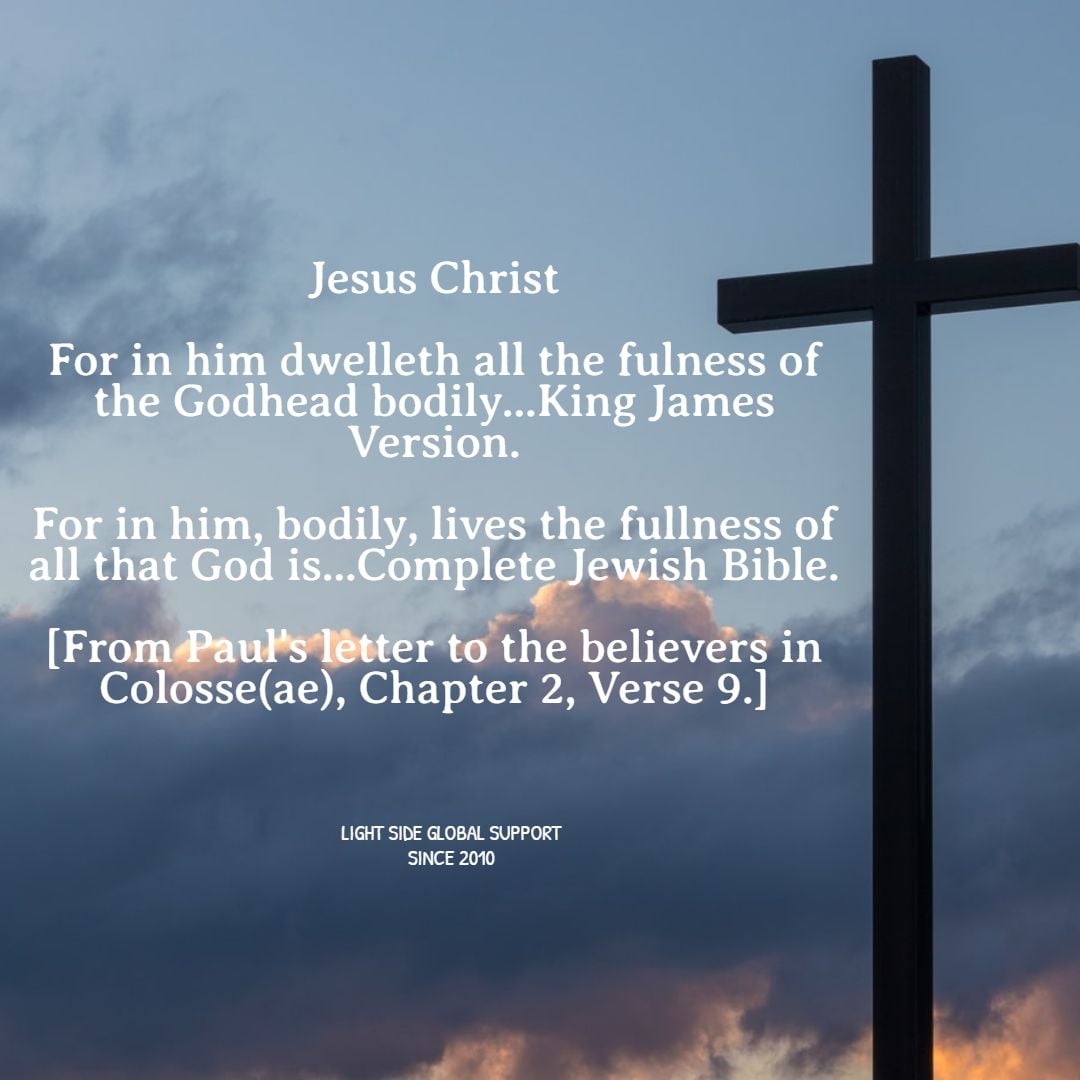 Jesus Christ
For in him dwelleth all the fulness of
the Godhead bodily...King James
Version.
For in him, bodily, lives the fullness of
all that God is...Complete Jewish Bible.
[From Paul's letter to the believers in
Colosse(ae), Chapter 2, Verse 9.]
LIGHT SIDE GLOBAL SUPPORT
SINCE 2010